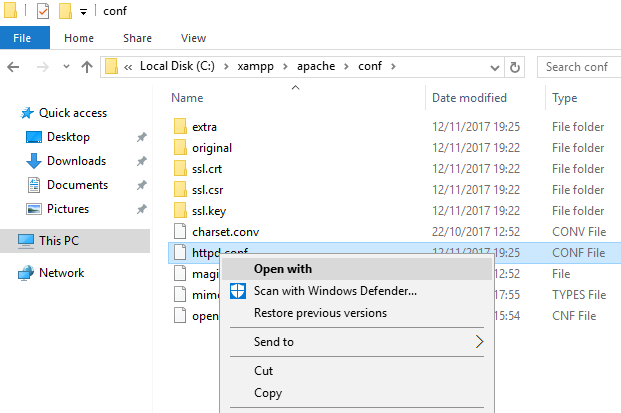 conf
File Home Share View
« Local Disk (C:) > xampp > apache > conf > Search conf
Name Date modified Type
Quick access
Desktop
Downloads
Documents
Pictures
This PC
Network
extra 12/11/2017 19:25 File folder
original 12/11/2017 19:22 File folder
ssl.crt 12/11/2017 19:22 File folder
ssl.csr 12/11/2017 19:22 File folder
ssl.key 12/11/2017 19:22 File folder
charset.conv 22/10/2017 12:52 CONV File
httpd.conf 12/11/2017 19:25 CONF File
magi 12:52 File
mime 17:55 TYPES File
open 15:54 CNF File
Open with
Scan with Windows Defender...
Restore previous versions
Send to
Cut
Copy